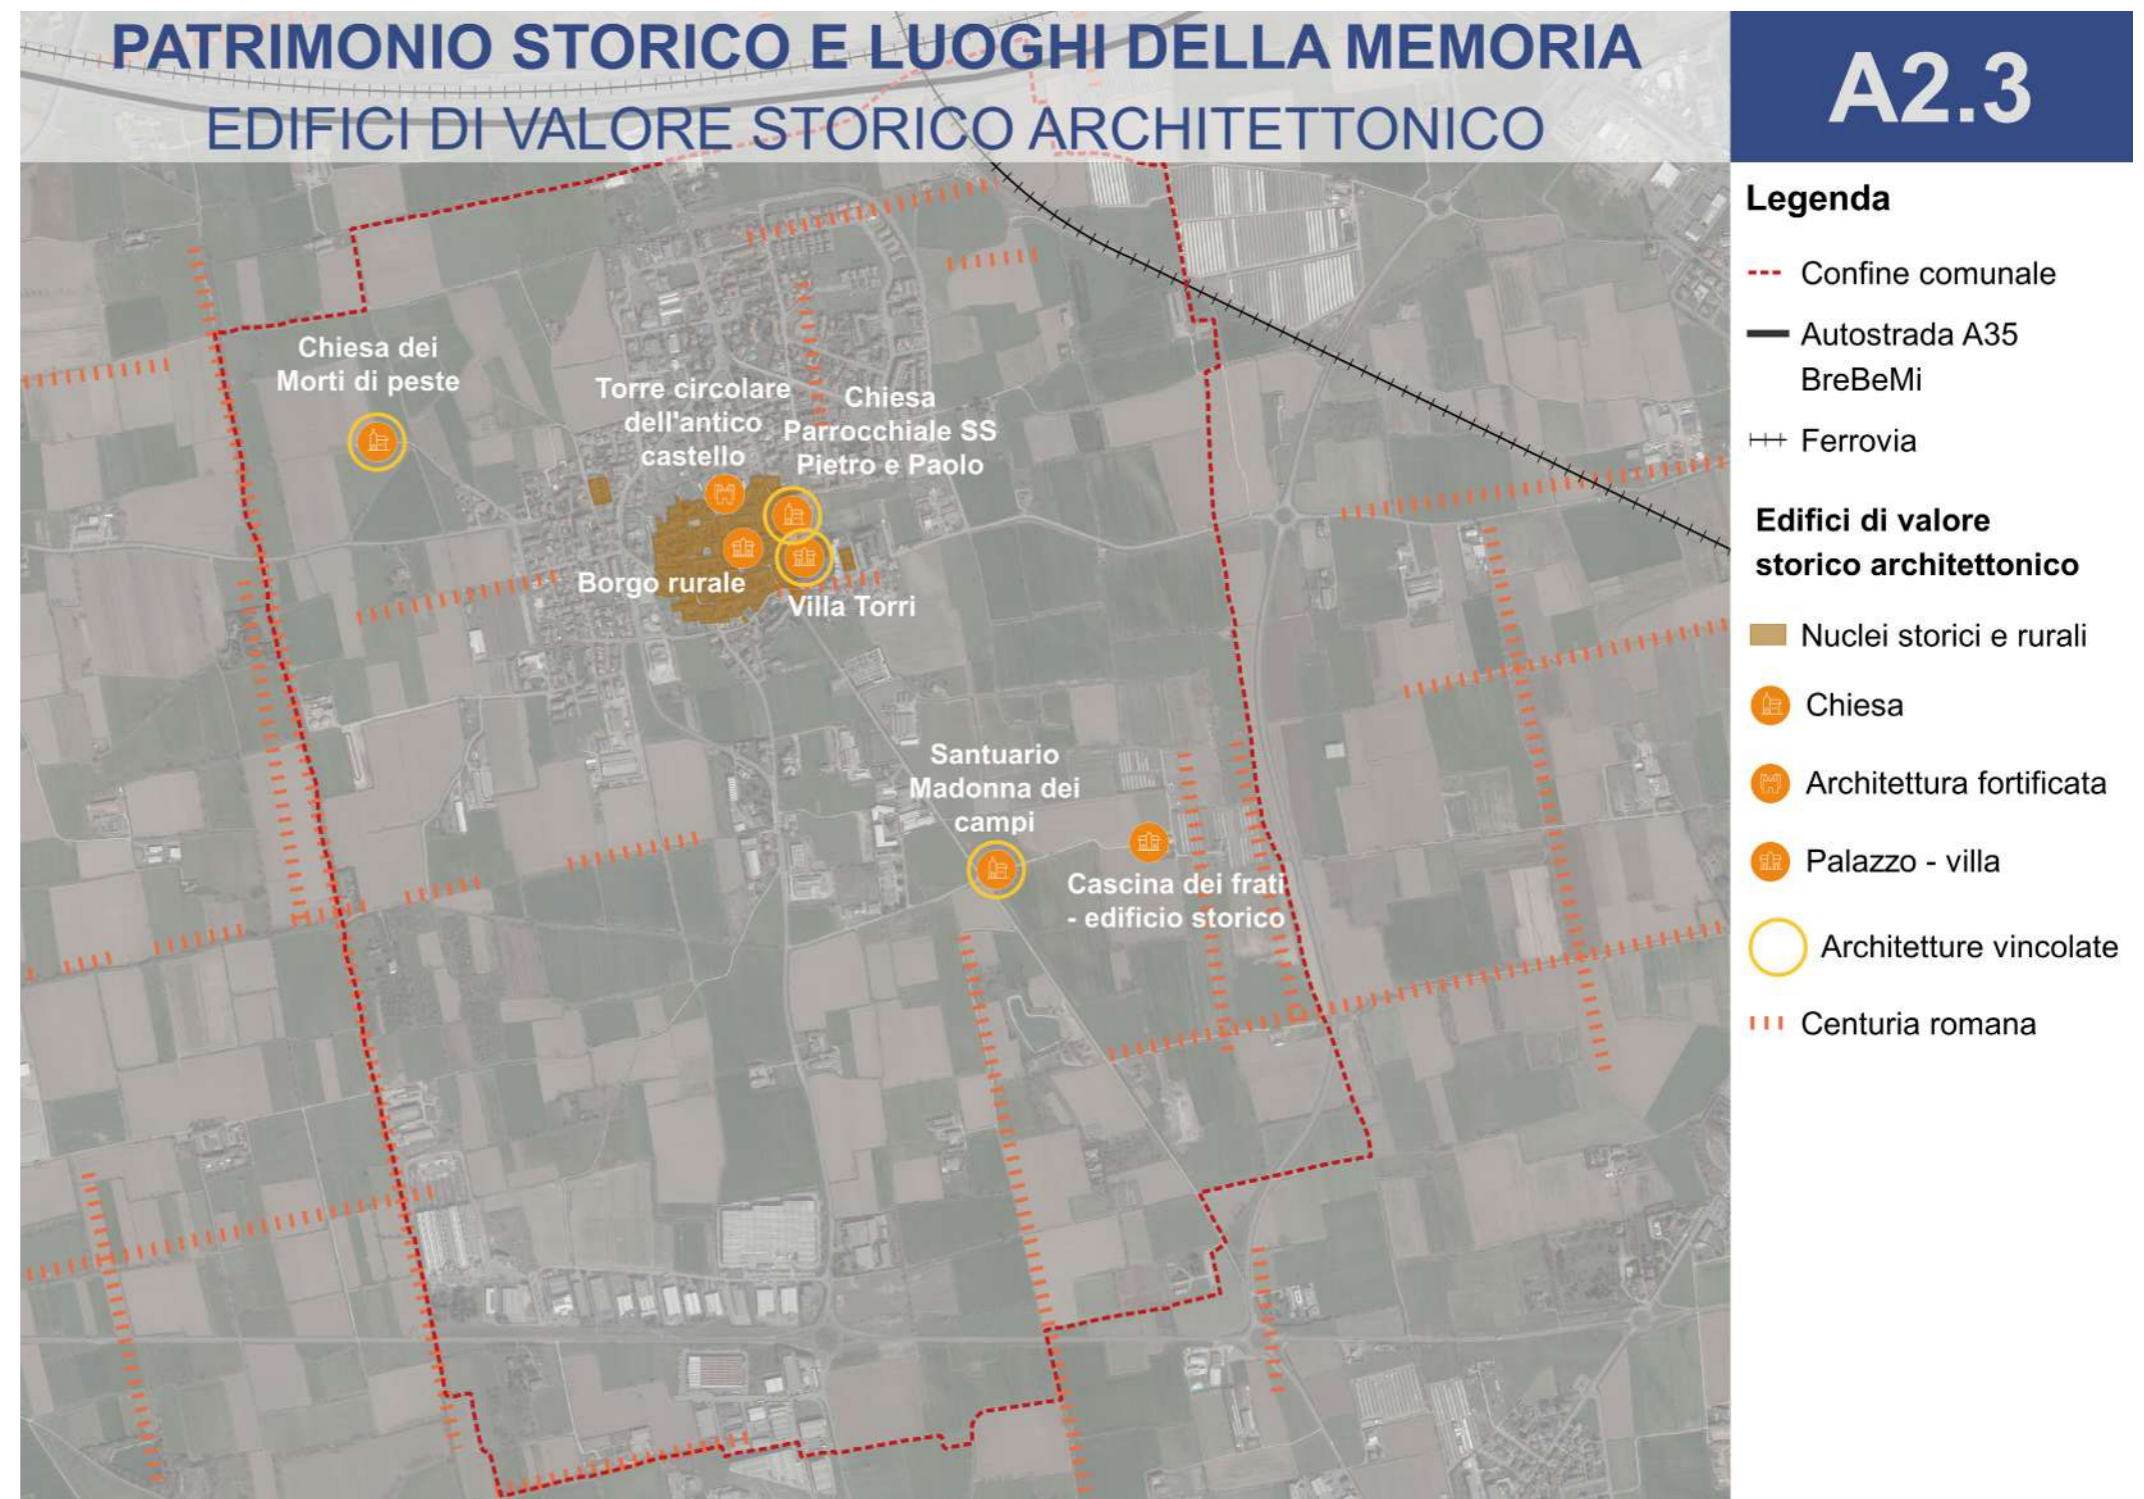 PATRIMONIO STORICO E LUOGHI DELLA MEMORIA
EDIFICI DI VALORE STORICO ARCHITETTONICO
A2.3
Chiesa dei
Morti di peste
Torre circolare
dell'antico
castello
Chiesa
Parrocchiale SS
Pietro e Paolo
Borgo rurale
Villa Torri
Santuario
Madonna dei
campi
Cascina dei frati
- edificio storico
Legenda
Confine comunale
Autostrada A35
BreBeMi
Ferrovia
Edifici di valore
storico architettonico
Nuclei storici e rurali
Chiesa
Architettura fortificata
Palazzo - villa
Architetture vincolate
Centuria romana